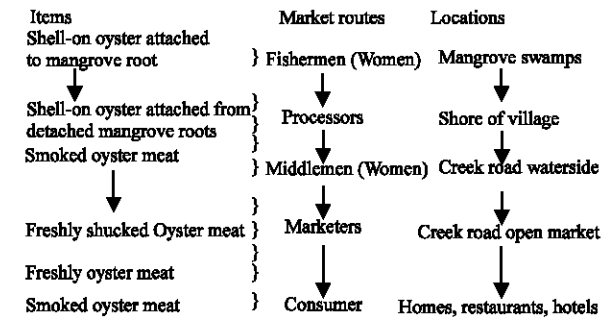 Items Market routes Locations
Shell-on oyster attached
to mangrove root } Fishermen (Women) Mangrove swamps
Shell-on oyster attached from }
detached mangrove roots } Processors Shore of village
}
Smoked oyster meat } Middlemen (Women) Creek road waterside
}
Freshly shucked Oyster meat } Marketers Creek road open market
}
Freshly oyster meat }
Smoked oyster meat } Consumer Homes, restaurants, hotels